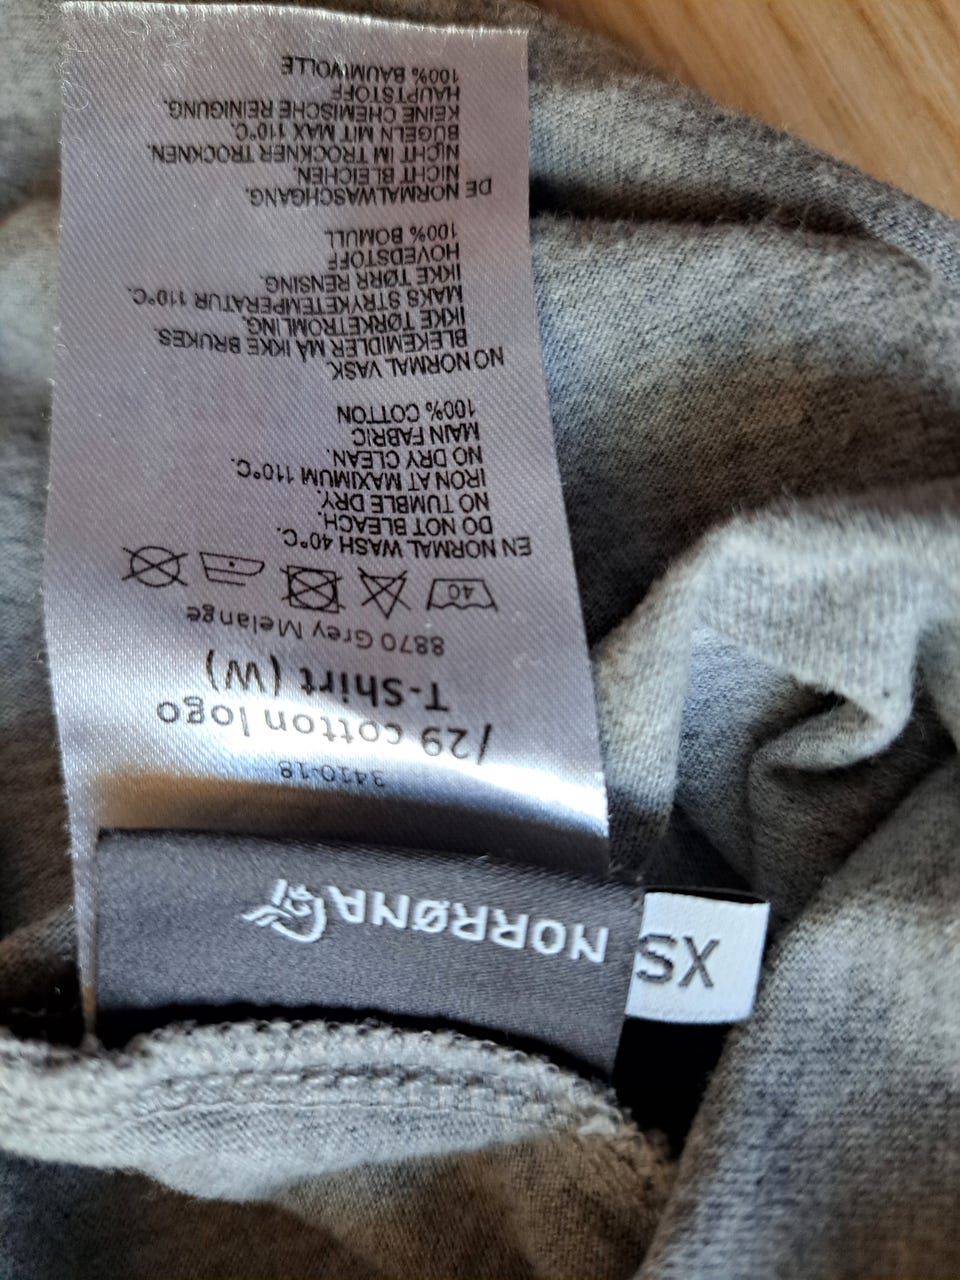 NORRØNA
XS
3410-18
/29 cotton logo
T-Shirt (W)
8870 Grey Melange
40
EN NORMAL WASH 40°C.
DO NOT BLEACH.
NO TUMBLE DRY.
IRON AT MAXIMUM 110°C.
NO DRY CLEAN.
MAIN FABRIC
100% COTTON
NO NORMAL VASK.
BLEKEMIDLER MÅ IKKE BRUKES
IKKE TØRKETROMLING.
MAKS STRYKETEMPERATUR 110°C.
IKKE TØRR RENSING.
HOVEDSTOFF
100% BOMULL
DE NORMALWASCHGANG.
NICHT BLEICHEN.
NICHT IM TROCKNER TROCKNEN.
BÜGELN MIT MAX 110°C.
KEINE CHEMISCHE REINIGUNG.
HAUPTSTOFF
100% BAUMWOLLE